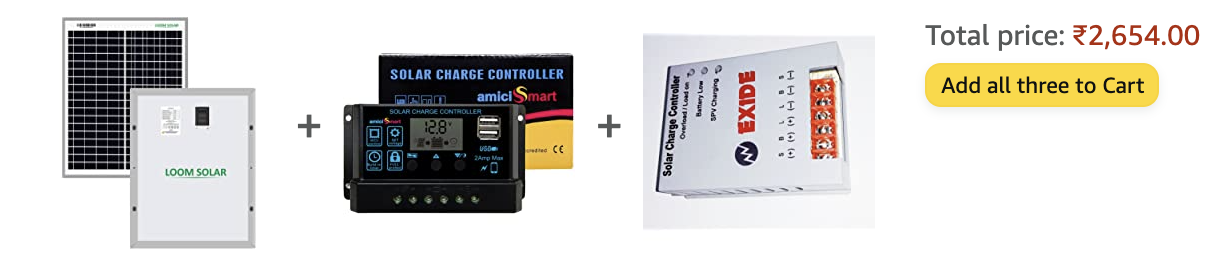 LOOM SOLAR
LOOM SOLAR
+
SOLAR CHARGE CONTROLLER
amiciSmart
SOLAR CHARGE CONTROLLER
amiciSmart
12.8
USB
2Amp Max
accredited CE
+
Solar Charge Controller
Overload / Load on
Battery Low
SPV Charging
EXIDE
S B L L B S
(+) (+) (+) (−) (−) (−)
Total price: ₹2,654.00
Add all three to Cart